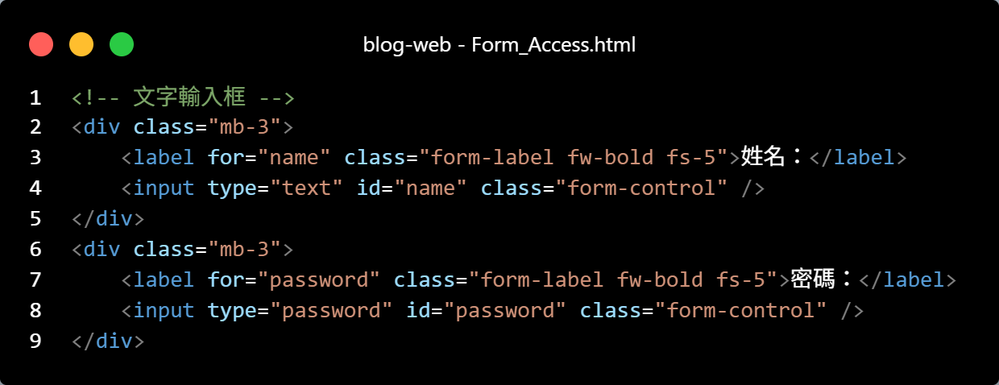 blog-web - Form_Access.html
1 <!-- 文字輸入框 -->
2 <div class="mb-3">
3     <label for="name" class="form-label fw-bold fs-5">姓名：</label>
4     <input type="text" id="name" class="form-control" />
5 </div>
6 <div class="mb-3">
7     <label for="password" class="form-label fw-bold fs-5">密碼：</label>
8     <input type="password" id="password" class="form-control" />
9 </div>